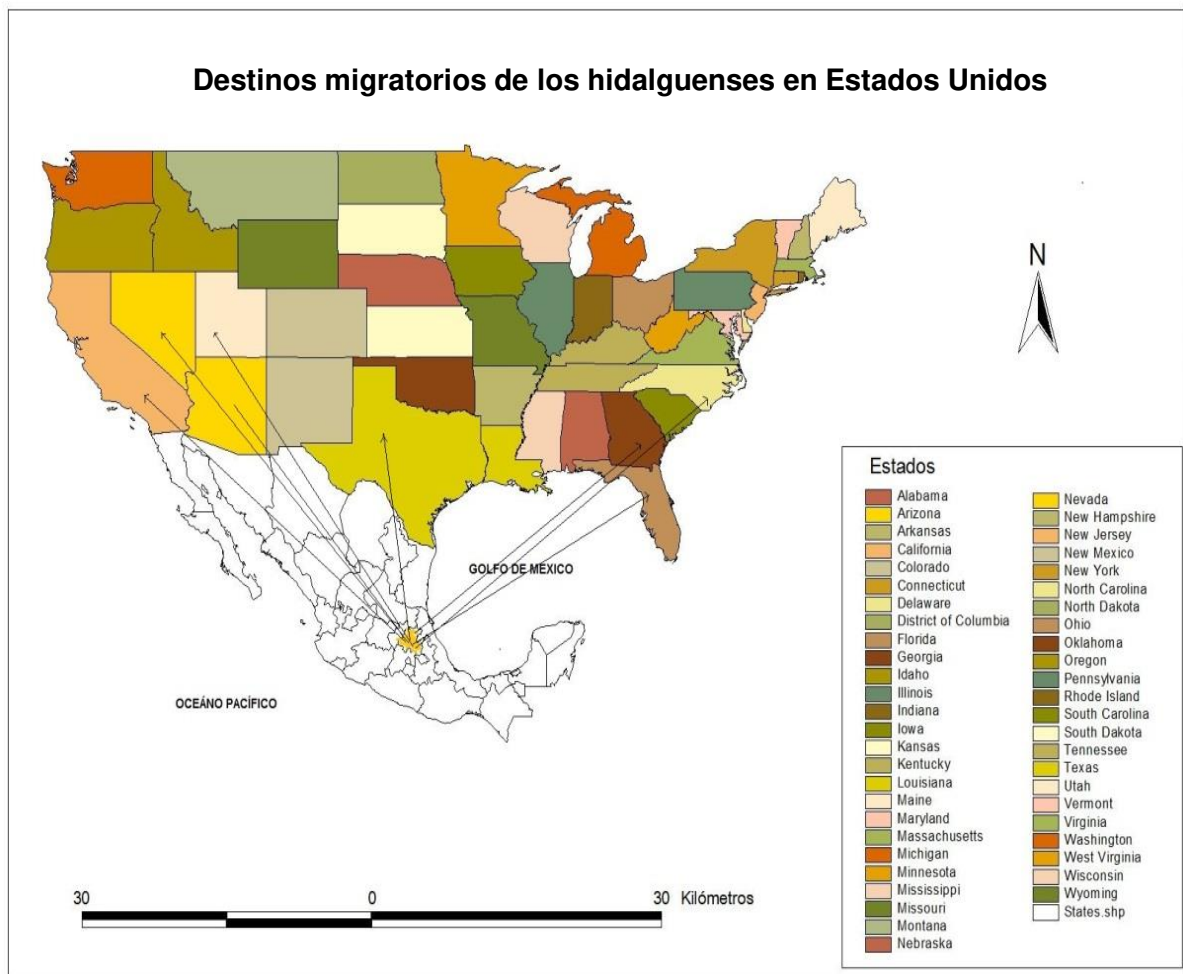 Destinos migratorios de los hidalguenses en Estados Unidos
N
GOLFO DE MÉXICO
OCEÁNO PACÍFICO
30 0 30 Kilómetros
Estados
Alabama
Arizona
Arkansas
California
Colorado
Connecticut
Delaware
District of Columbia
Florida
Georgia
Idaho
Illinois
Indiana
Iowa
Kansas
Kentucky
Louisiana
Maine
Maryland
Massachusetts
Michigan
Minnesota
Mississippi
Missouri
Montana
Nebraska
Nevada
New Hampshire
New Jersey
New Mexico
New York
North Carolina
North Dakota
Ohio
Oklahoma
Oregon
Pennsylvania
Rhode Island
South Carolina
South Dakota
Tennessee
Texas
Utah
Vermont
Virginia
Washington
West Virginia
Wisconsin
Wyoming
States.shp